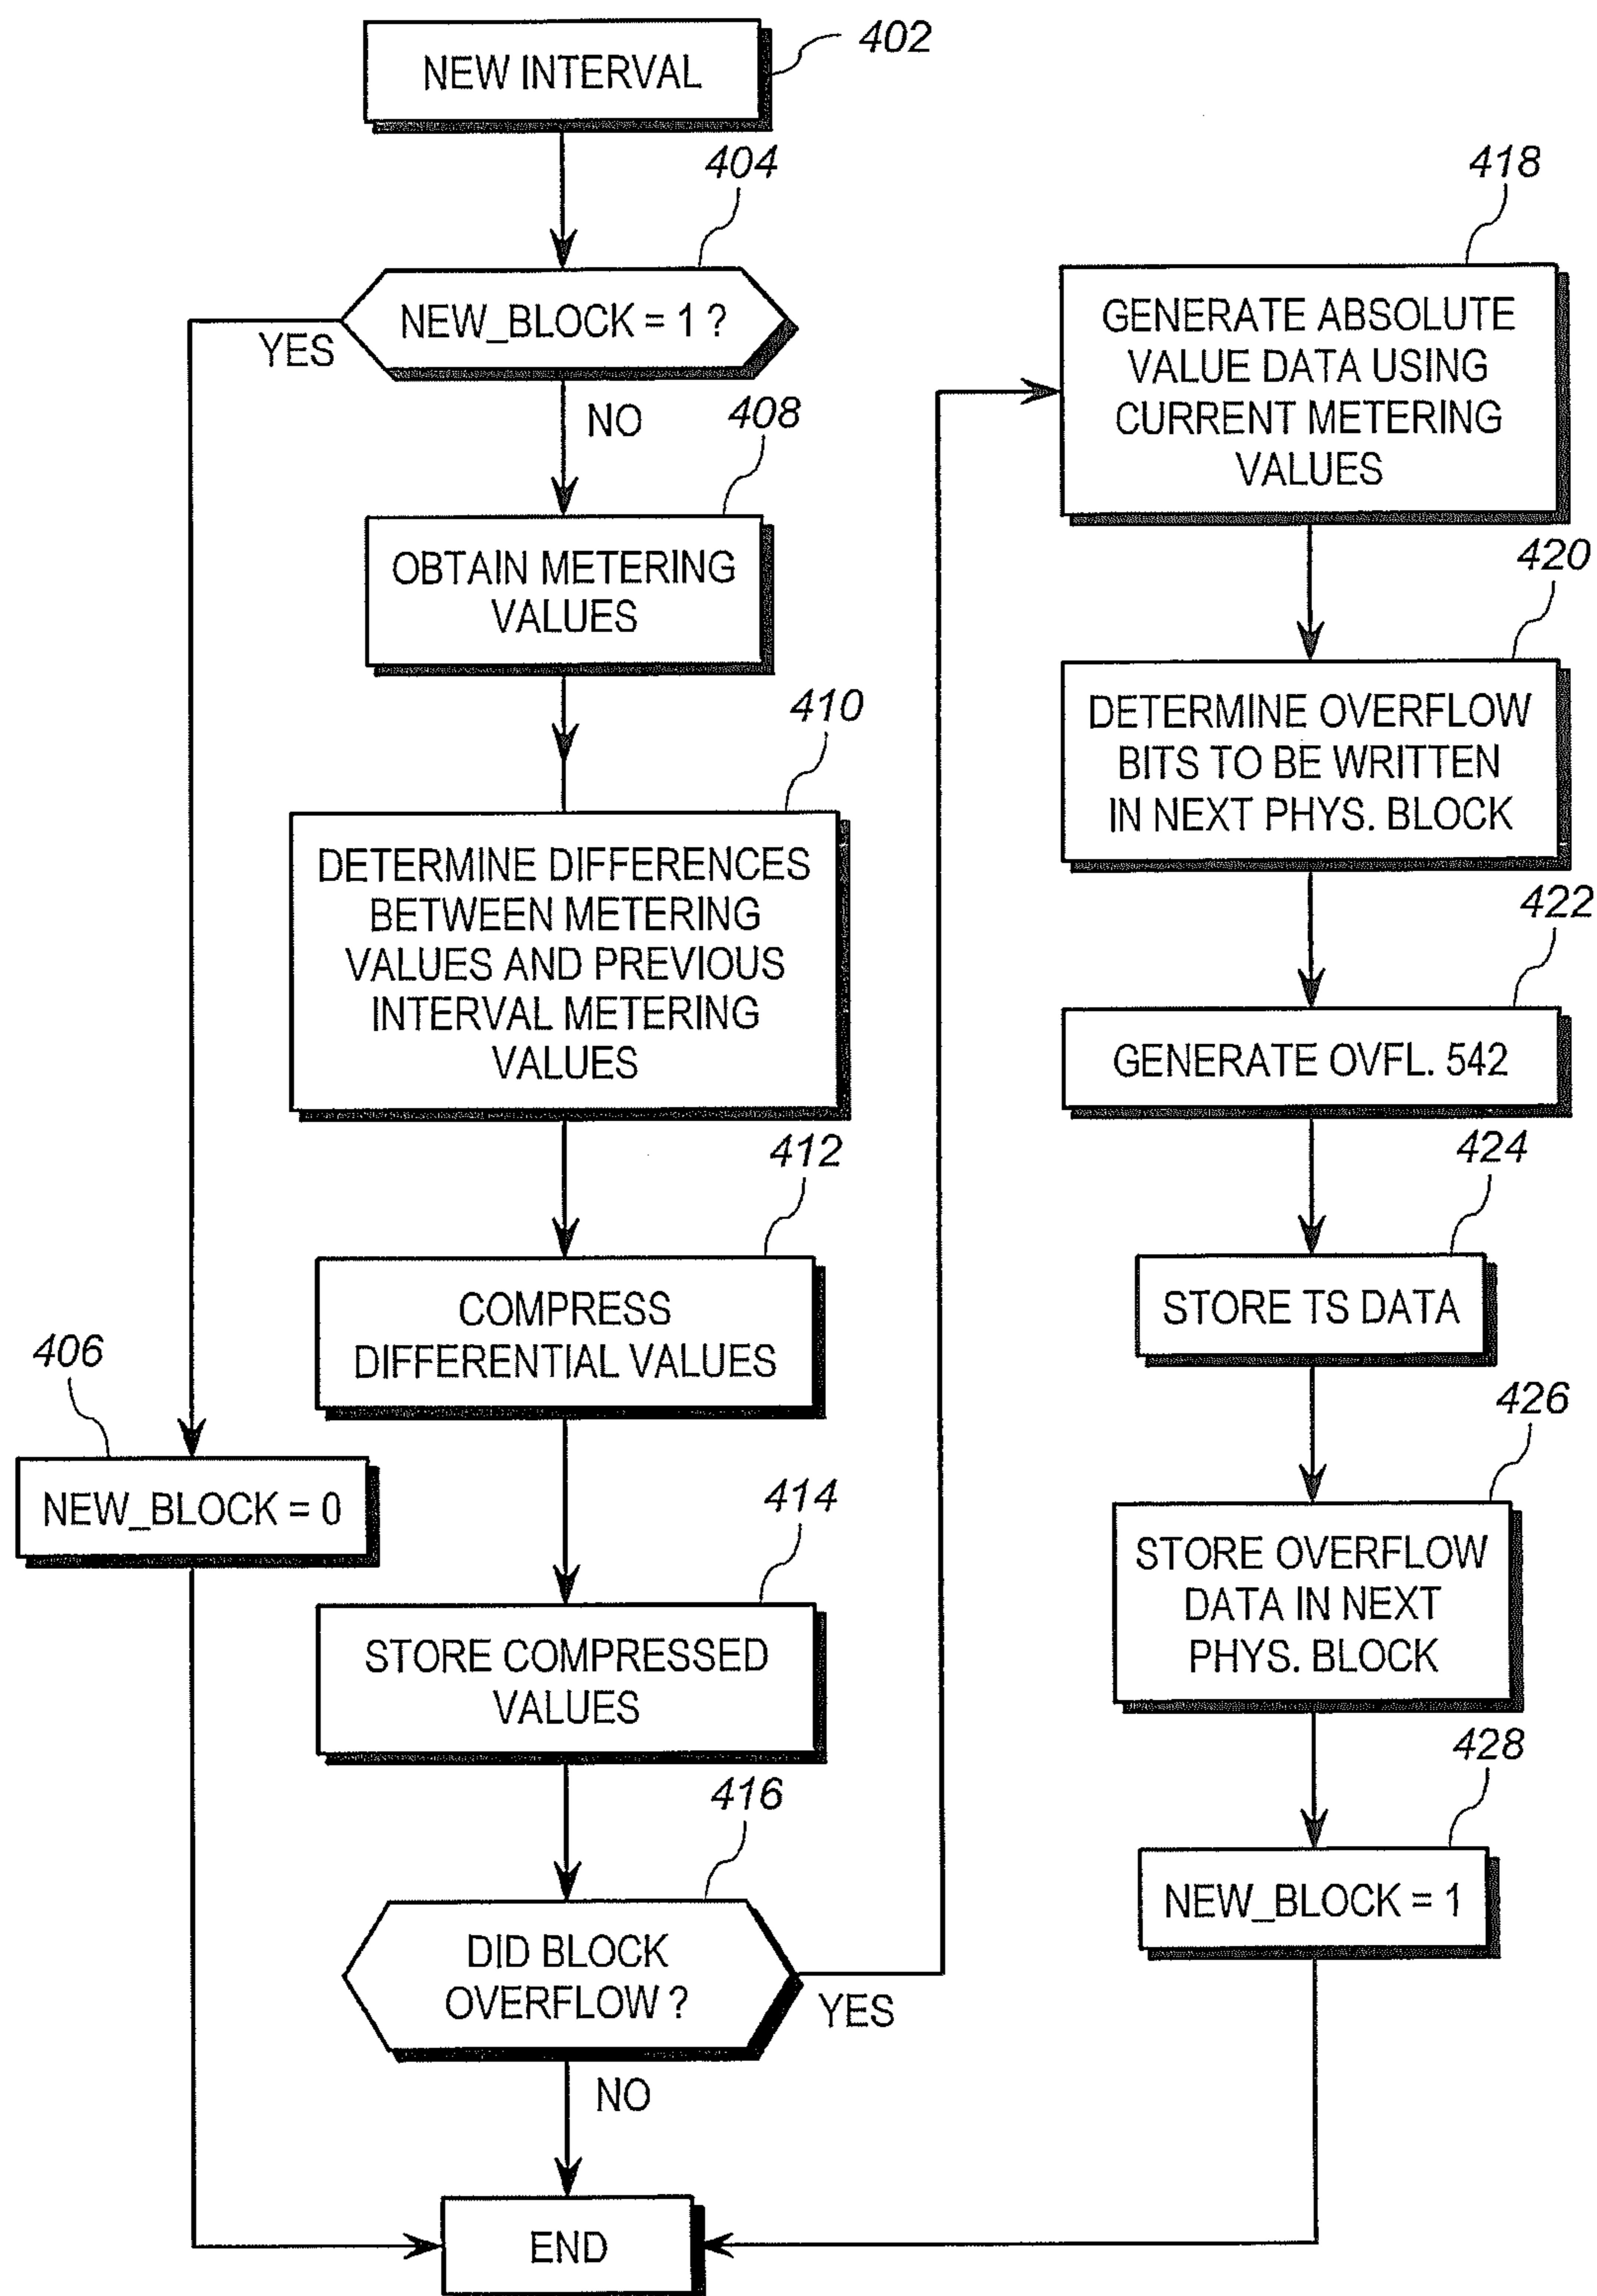 NEW INTERVAL
402
404
NEW_BLOCK = 1 ?
YES
NO
408
OBTAIN METERING
VALUES
410
DETERMINE DIFFERENCES
BETWEEN METERING
VALUES AND PREVIOUS
INTERVAL METERING
VALUES
412
COMPRESS
DIFFERENTIAL VALUES
406
NEW_BLOCK = 0
414
STORE COMPRESSED
VALUES
416
DID BLOCK
OVERFLOW ?
YES
NO
END
418
GENERATE ABSOLUTE
VALUE DATA USING
CURRENT METERING
VALUES
420
DETERMINE OVERFLOW
BITS TO BE WRITTEN
IN NEXT PHYS. BLOCK
422
GENERATE OVFL. 542
424
STORE TS DATA
426
STORE OVERFLOW
DATA IN NEXT
PHYS. BLOCK
428
NEW_BLOCK = 1